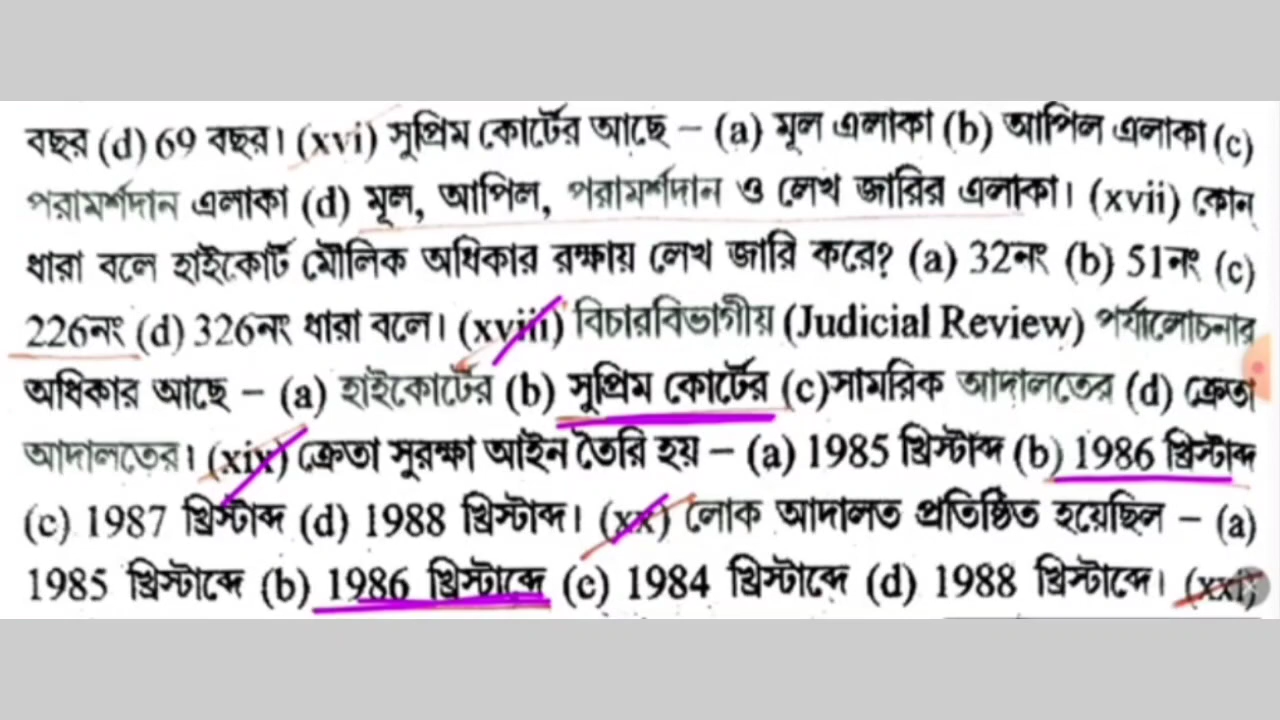 বছর (d) 69 বছর। (xvi) সুপ্রিম কোর্টের আছে – (a) মূল এলাকা (b) আপিল এলাকা (c)
পরামর্শদান এলাকা (d) মূল, আপিল, পরামর্শদান ও লেখ জারির এলাকা। (xvii) কোন
ধারা বলে হাইকোর্ট মৌলিক অধিকার রক্ষায় লেখ জারি করে? (a) 32নং (b) 51নং (c)
226নং (d) 326নং ধারা বলে। (xviii) বিচারবিভাগীয় (Judicial Review) পর্যালোচনার
অধিকার আছে – (a) হাইকোর্টের (b) সুপ্রিম কোর্টের (c)সামরিক আদালতের (d) ক্রেতা
আদালতের। (xix) ক্রেতা সুরক্ষা আইন তৈরি হয় – (a) 1985 খ্রিস্টাব্দ (b) 1986 খ্রিস্টাব্দ
(c) 1987 খ্রিস্টাব্দ (d) 1988 খ্রিস্টাব্দ। (xx) লোক আদালত প্রতিষ্ঠিত হয়েছিল – (a)
1985 খ্রিস্টাব্দে (b) 1986 খ্রিস্টাব্দে (c) 1984 খ্রিস্টাব্দে (d) 1988 খ্রিস্টাব্দে। (xxi)